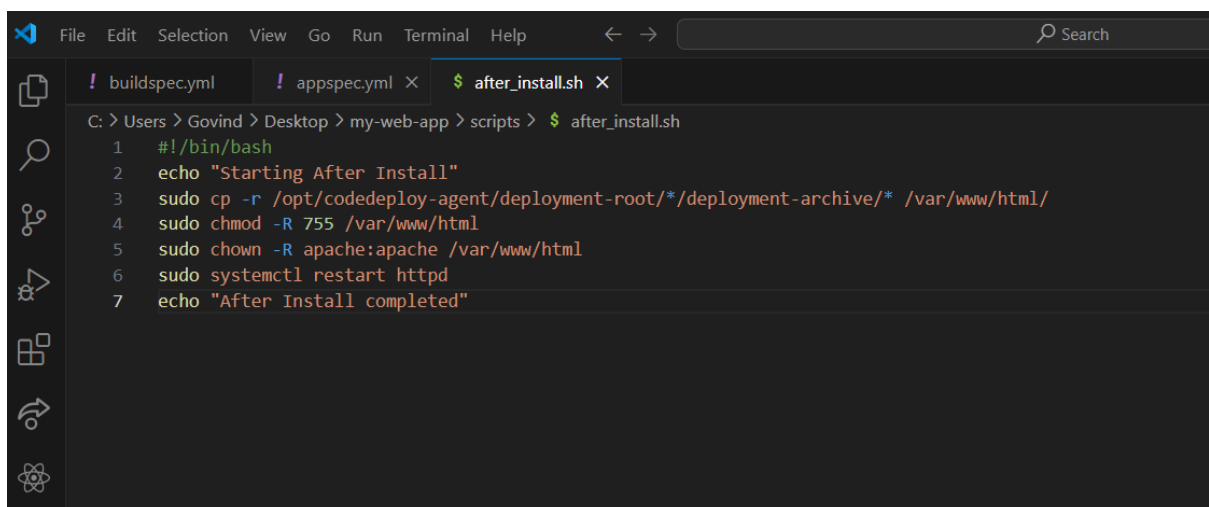 File Edit Selection View Go Run Terminal Help Search
! buildspec.yml ! appspec.yml $ after_install.sh
C: > Users > Govind > Desktop > my-web-app > scripts > $ after_install.sh
1 #!/bin/bash
2 echo "Starting After Install"
3 sudo cp -r /opt/codedeploy-agent/deployment-root/*/deployment-archive/* /var/www/html/
4 sudo chmod -R 755 /var/www/html
5 sudo chown -R apache:apache /var/www/html
6 sudo systemctl restart httpd
7 echo "After Install completed"